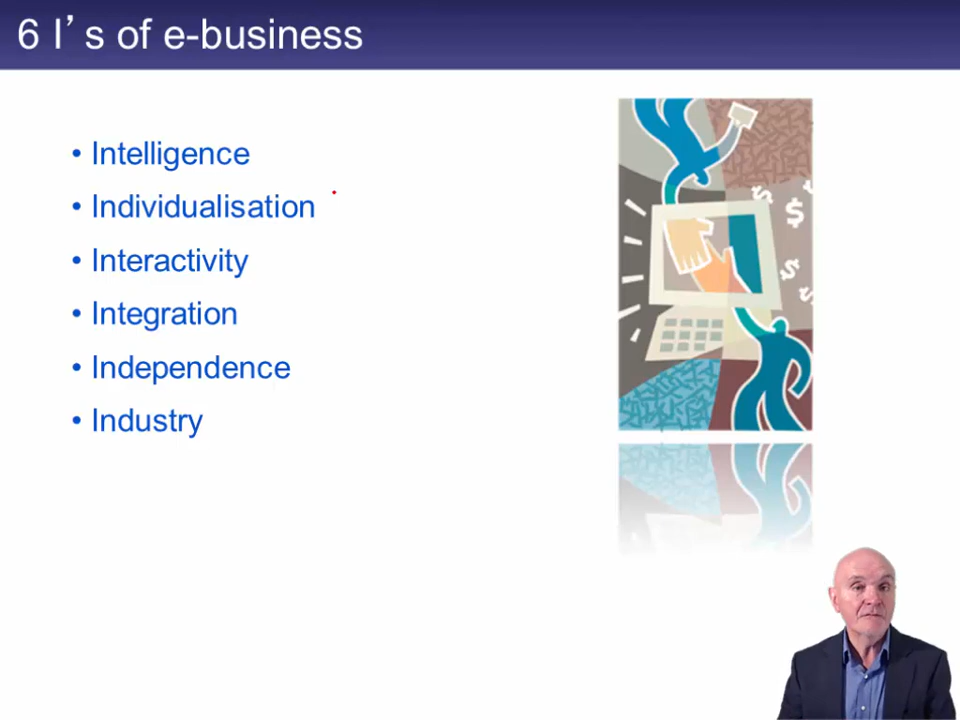 6 I’s of e-business
• Intelligence
• Individualisation
• Interactivity
• Integration
• Independence
• Industry
$
$
$
$